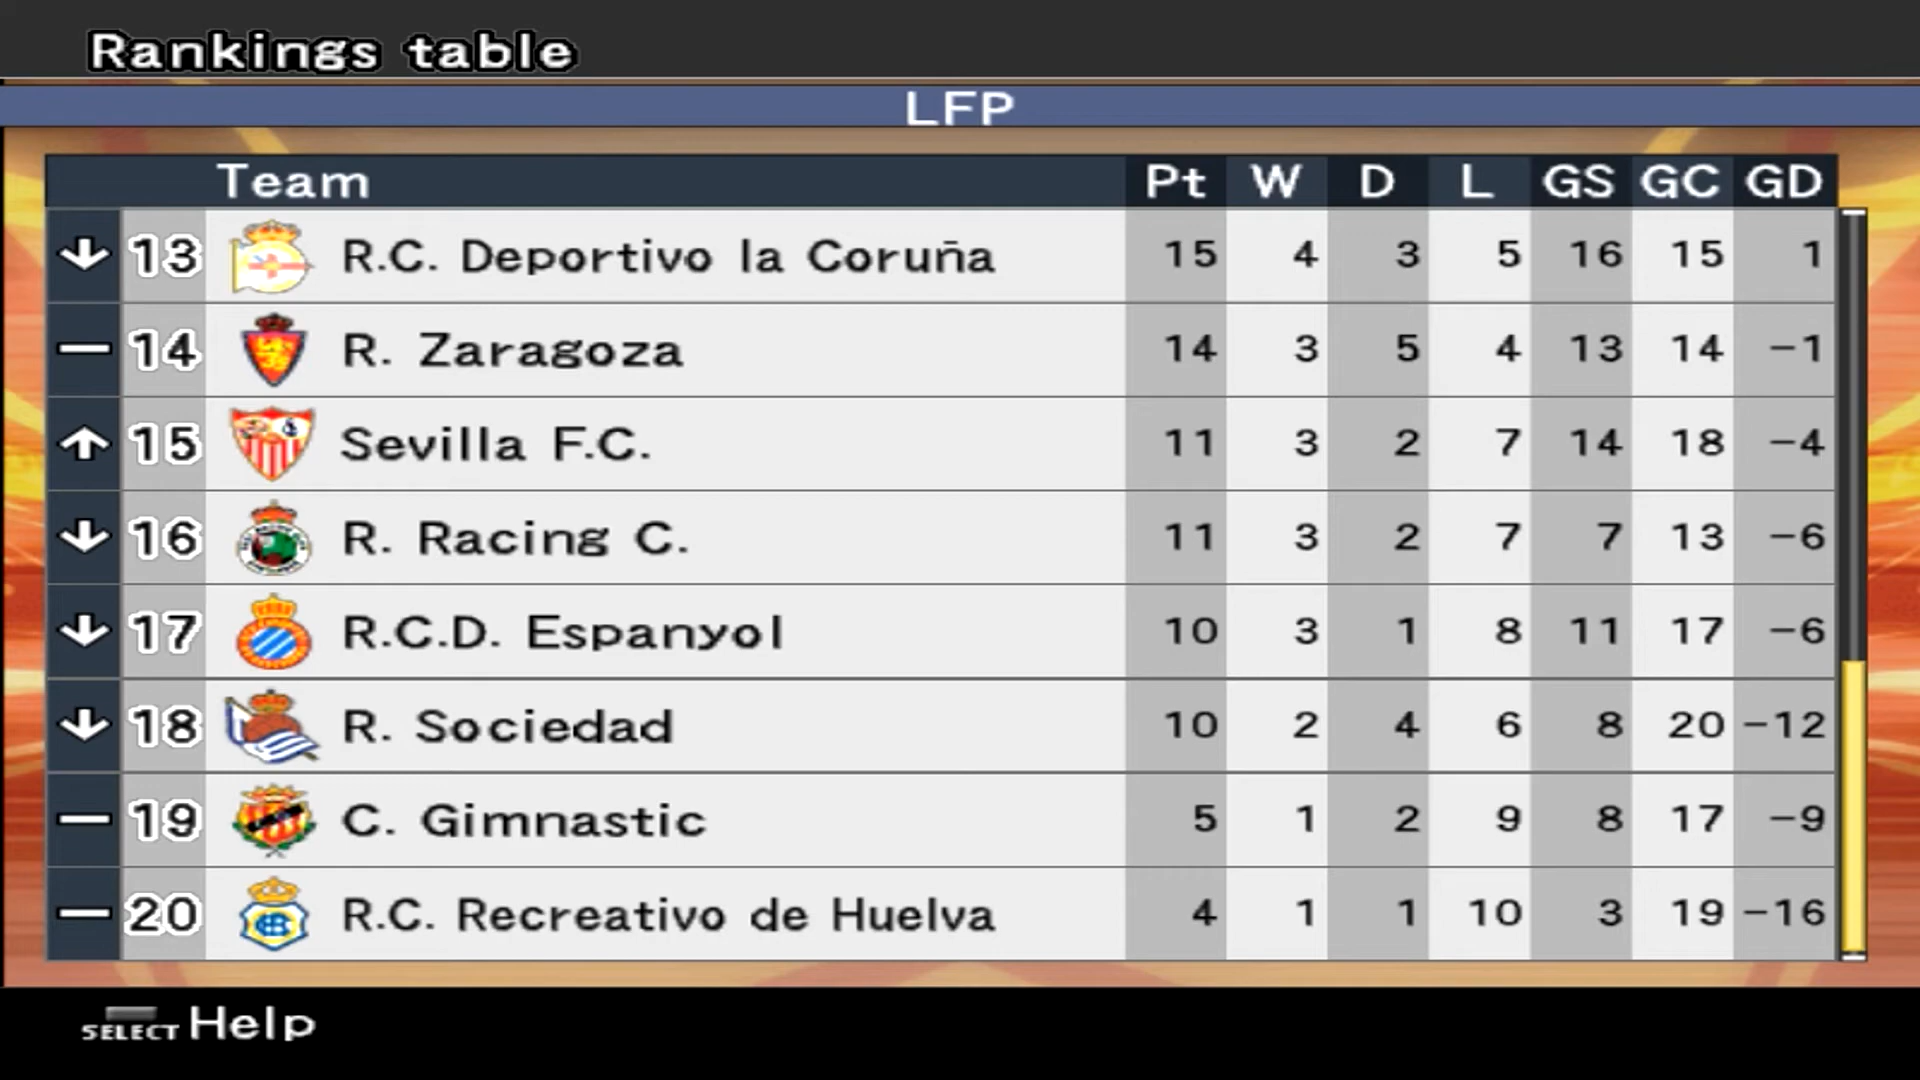 Rankings table
LFP
Team Pt W D L GS GC GD
13 R.C. Deportivo la Coruña 15 4 3 5 16 15 1
14 R. Zaragoza 14 3 5 4 13 14 -1
15 Sevilla F.C. 11 3 2 7 14 18 -4
16 R. Racing C. 11 3 2 7 7 13 -6
17 R.C.D. Espanyol 10 3 1 8 11 17 -6
18 R. Sociedad 10 2 4 6 8 20 -12
19 C. Gimnastic 5 1 2 9 8 17 -9
20 R.C. Recreativo de Huelva 4 1 1 10 3 19 -16
SELECT Help